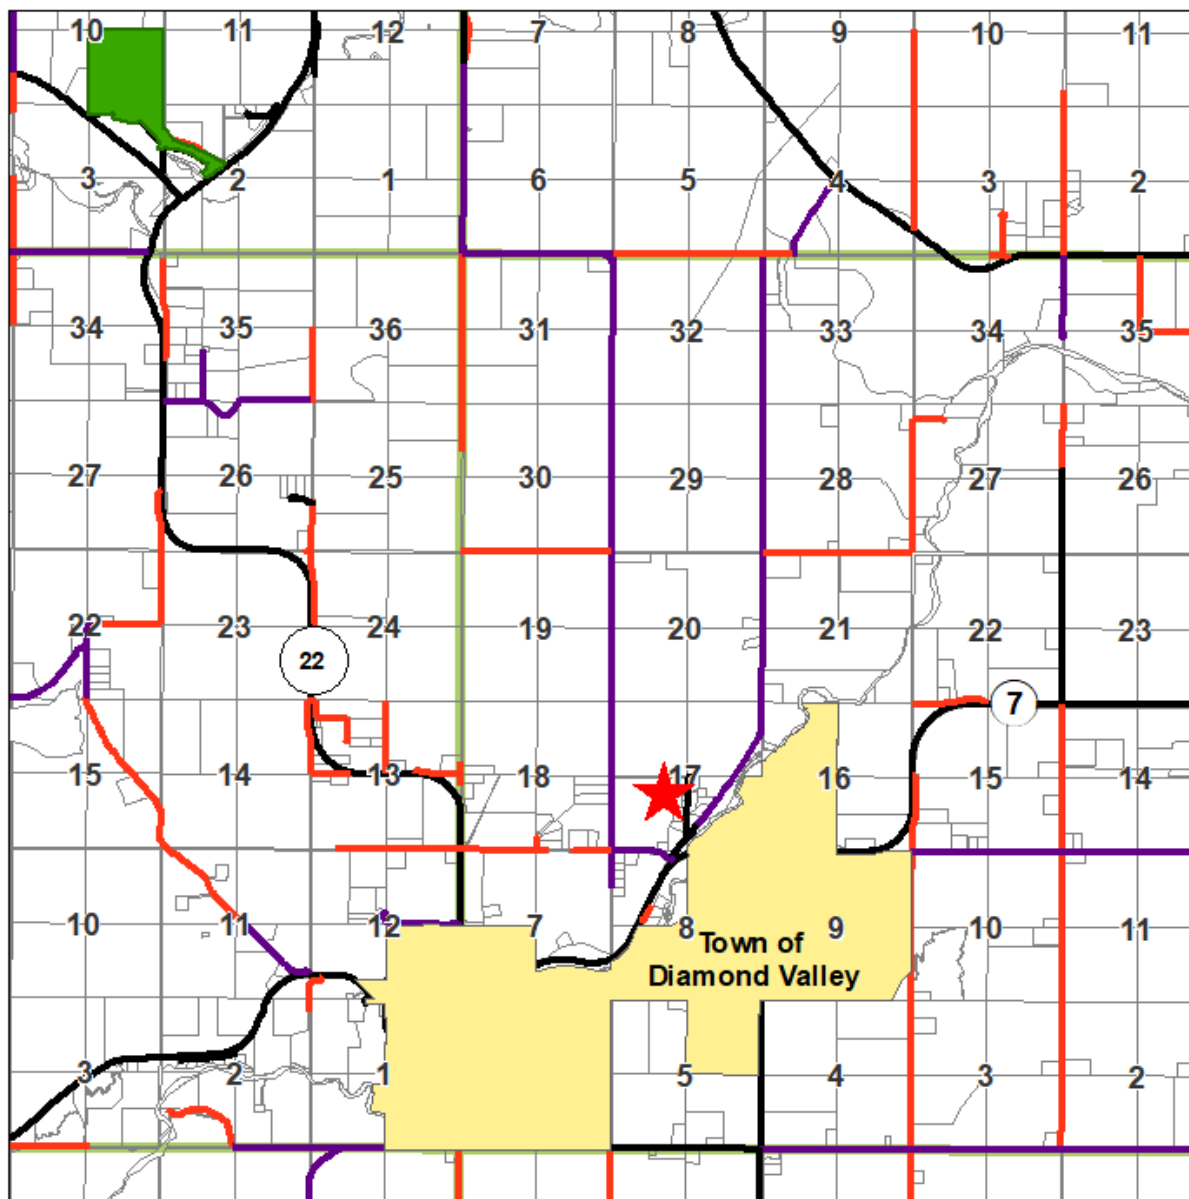 10 11 12 7 8 9 10 11
3 2 1 6 5 4 3 2
34 35 36 31 32 33 34 35
27 26 25 30 29 28 27 26
22 23 24 19 20 21 22 23
22
7
15 14 13 18 17 16 15 14
10 11 12 7 8 9 10 11
Town of
Diamond Valley
3 2 1 5 4 3 2